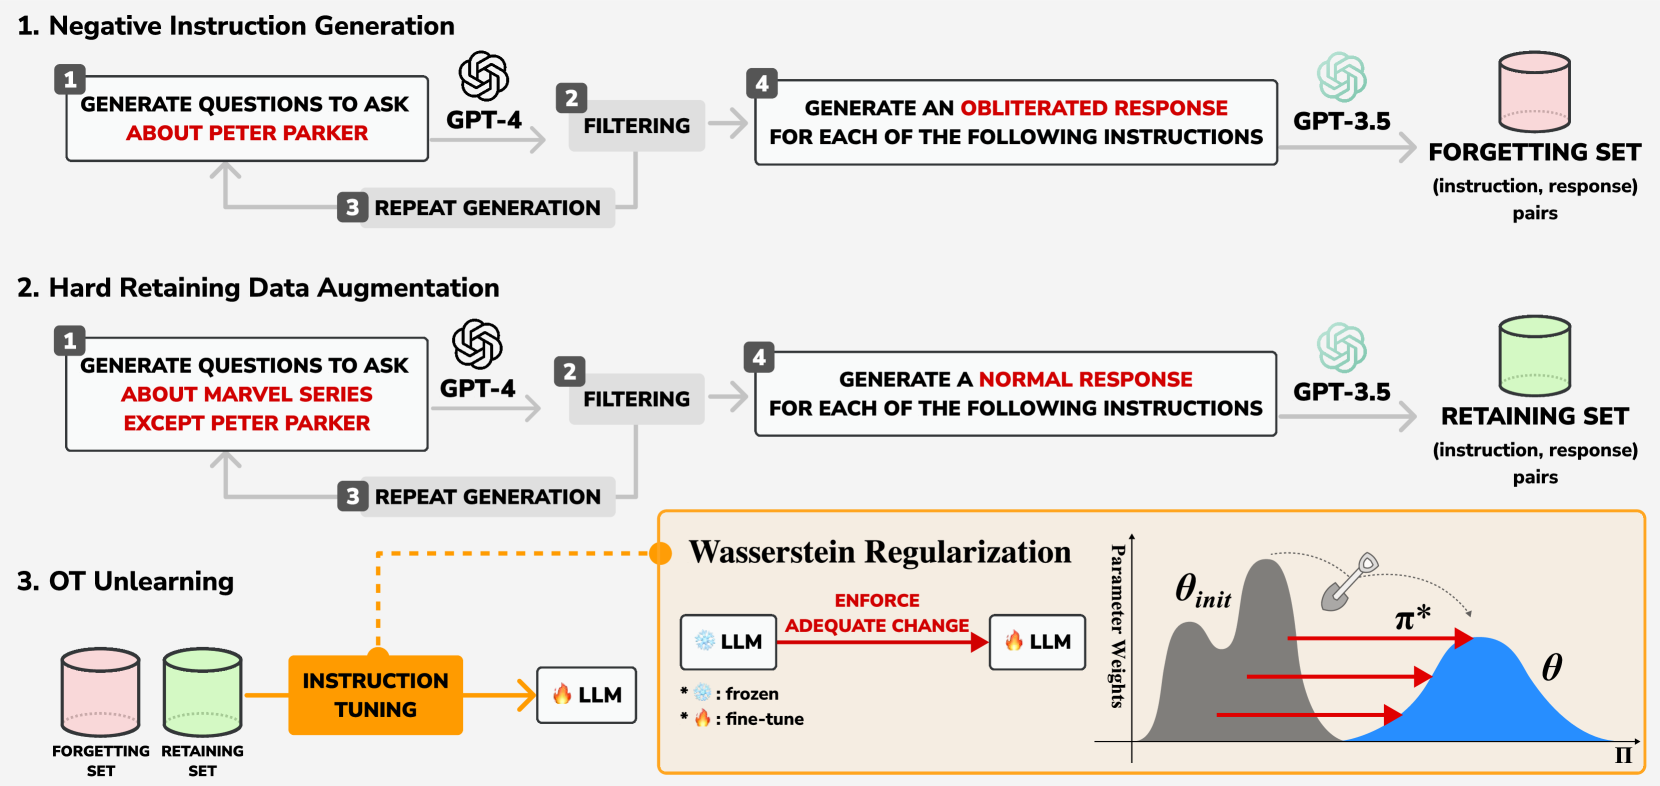 1. Negative Instruction Generation
1
GENERATE QUESTIONS TO ASK
ABOUT PETER PARKER
GPT-4
2
FILTERING
3 REPEAT GENERATION
4
GENERATE AN OBLITERATED RESPONSE
FOR EACH OF THE FOLLOWING INSTRUCTIONS
GPT-3.5
FORGETTING SET
(instruction, response)
pairs
2. Hard Retaining Data Augmentation
1
GENERATE QUESTIONS TO ASK
ABOUT MARVEL SERIES
EXCEPT PETER PARKER
GPT-4
2
FILTERING
3 REPEAT GENERATION
4
GENERATE A NORMAL RESPONSE
FOR EACH OF THE FOLLOWING INSTRUCTIONS
GPT-3.5
RETAINING SET
(instruction, response)
pairs
3. OT Unlearning
FORGETTING
SET
RETAINING
SET
INSTRUCTION
TUNING
🔥 LLM
Wasserstein Regularization
❄️ LLM
ENFORCE
ADEQUATE CHANGE
🔥 LLM
* ❄️ : frozen
* 🔥 : fine-tune
Parameter Weights
θinit
π*
θ
Π